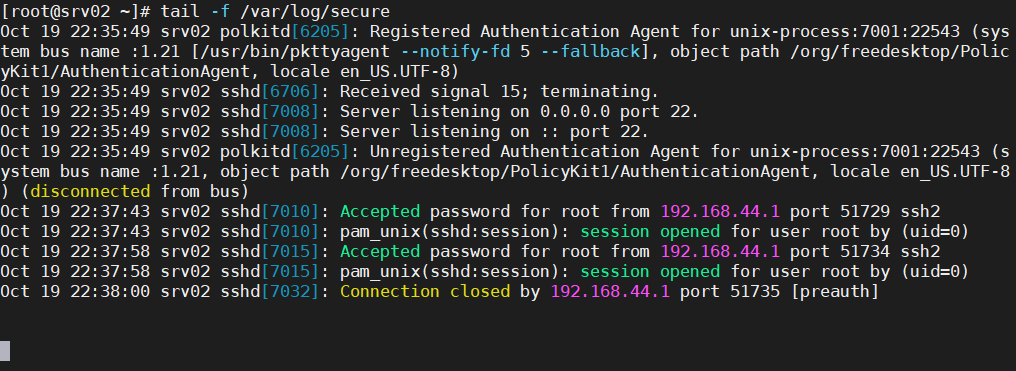 [root@srv02 ~]# tail -f /var/log/secure
Oct 19 22:35:49 srv02 polkitd[6205]: Registered Authentication Agent for unix-process:7001:22543 (sys
tem bus name :1.21 [/usr/bin/pkttyagent --notify-fd 5 --fallback], object path /org/freedesktop/Polic
yKit1/AuthenticationAgent, locale en_US.UTF-8)
Oct 19 22:35:49 srv02 sshd[6706]: Received signal 15; terminating.
Oct 19 22:35:49 srv02 sshd[7008]: Server listening on 0.0.0.0 port 22.
Oct 19 22:35:49 srv02 sshd[7008]: Server listening on :: port 22.
Oct 19 22:35:49 srv02 polkitd[6205]: Unregistered Authentication Agent for unix-process:7001:22543 (s
ystem bus name :1.21, object path /org/freedesktop/PolicyKit1/AuthenticationAgent, locale en_US.UTF-8
) (disconnected from bus)
Oct 19 22:37:43 srv02 sshd[7010]: Accepted password for root from 192.168.44.1 port 51729 ssh2
Oct 19 22:37:43 srv02 sshd[7010]: pam_unix(sshd:session): session opened for user root by (uid=0)
Oct 19 22:37:58 srv02 sshd[7015]: Accepted password for root from 192.168.44.1 port 51734 ssh2
Oct 19 22:37:58 srv02 sshd[7015]: pam_unix(sshd:session): session opened for user root by (uid=0)
Oct 19 22:38:00 srv02 sshd[7032]: Connection closed by 192.168.44.1 port 51735 [preauth]